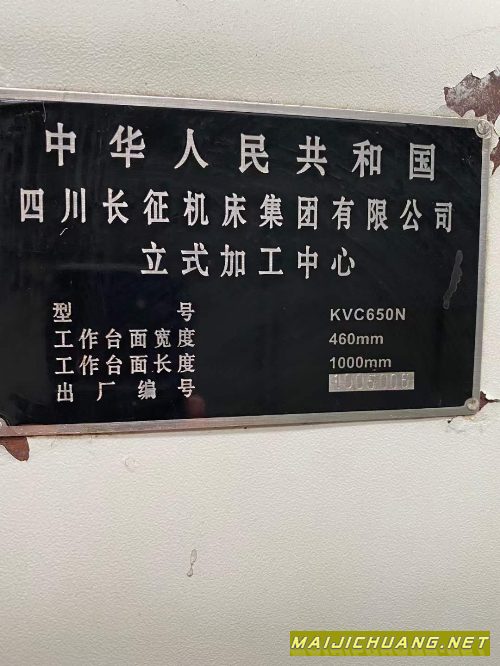 中华人民共和国
四川长征机床集团有限公司
立式加工中心
型号 KVC650N
工作台面宽度 460mm
工作台面长度 1000mm
出厂编号
MAIJICHUANG.NET